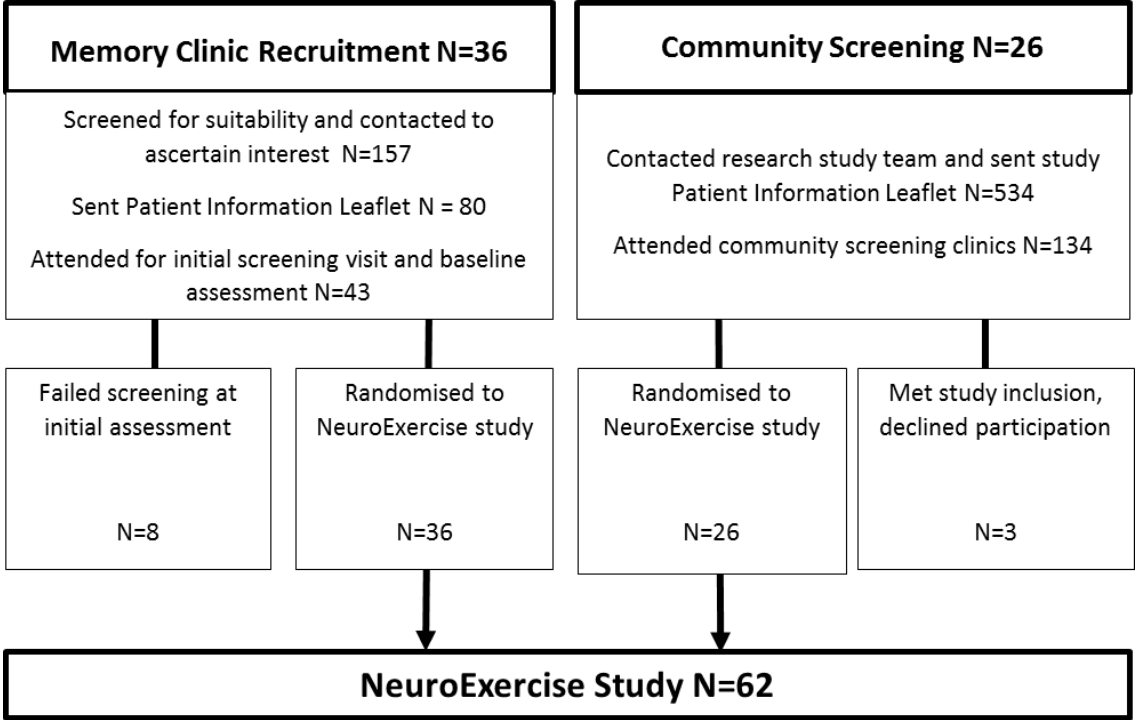 Memory Clinic Recruitment N=36
Screened for suitability and contacted to
ascertain interest N=157
Sent Patient Information Leaflet N = 80
Attended for initial screening visit and baseline
assessment N=43
Community Screening N=26
Contacted research study team and sent study
Patient Information Leaflet N=534
Attended community screening clinics N=134
Failed screening at
initial assessment
N=8
Randomised to
NeuroExercise study
N=36
Randomised to
NeuroExercise study
N=26
Met study inclusion,
declined participation
N=3
NeuroExercise Study N=62